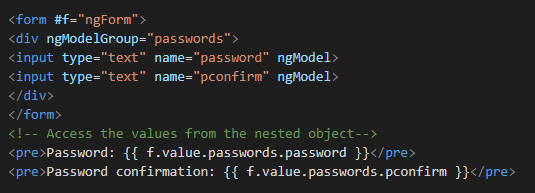 <form #f="ngForm">
<div ngModelGroup="passwords">
<input type="text" name="password" ngModel>
<input type="text" name="pconfirm" ngModel>
</div>
</form>
<!-- Access the values from the nested object-->
<pre>Password: {{ f.value.passwords.password }}</pre>
<pre>Password confirmation: {{ f.value.passwords.pconfirm }}</pre>